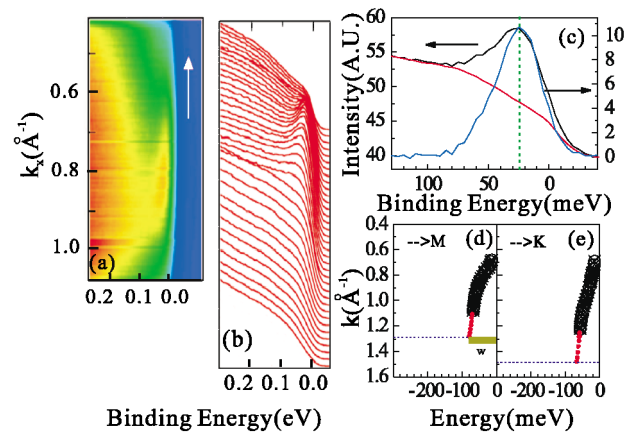 k_x(Å^-1)
0.6
0.8
1.0
(a)
0.2 0.1 0.0
(b)
0.2 0.0
Binding Energy(eV)
Intensity(A.U.)
60
55
50
45
40
(c)
10
8
6
4
2
0
100 50 0
Binding Energy(meV)
k(Å^-1)
0.4
0.6
0.8
1.0
1.2
1.4
1.6
-->M (d)
w
-->K (e)
-200 -100 0
-200 -100 0
Energy(meV)